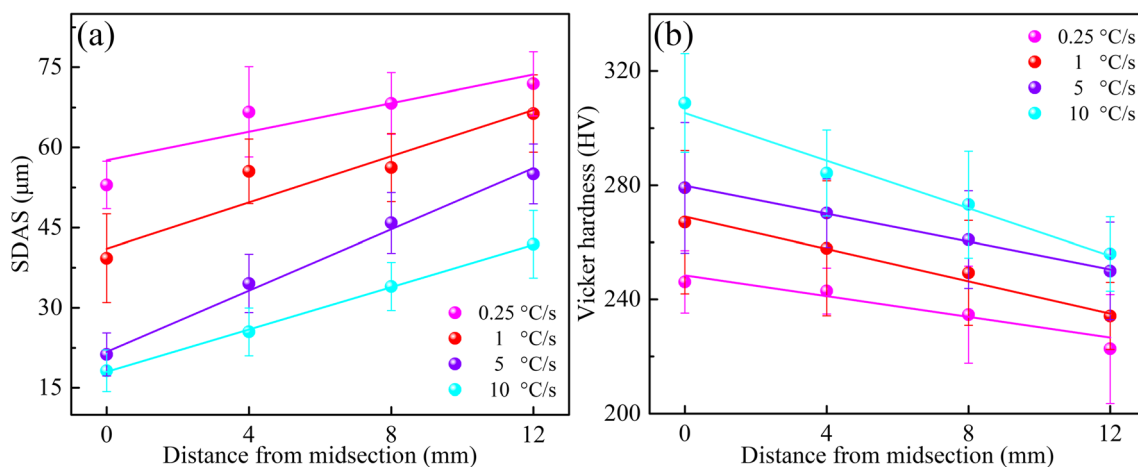 (a)
75
60
45
30
15
SDAS (μm)
0.25 °C/s
1 °C/s
5 °C/s
10 °C/s
0 4 8 12
Distance from midsection (mm)
(b)
320
280
240
200
Vicker hardness (HV)
0.25 °C/s
1 °C/s
5 °C/s
10 °C/s
0 4 8 12
Distance from midsection (mm)